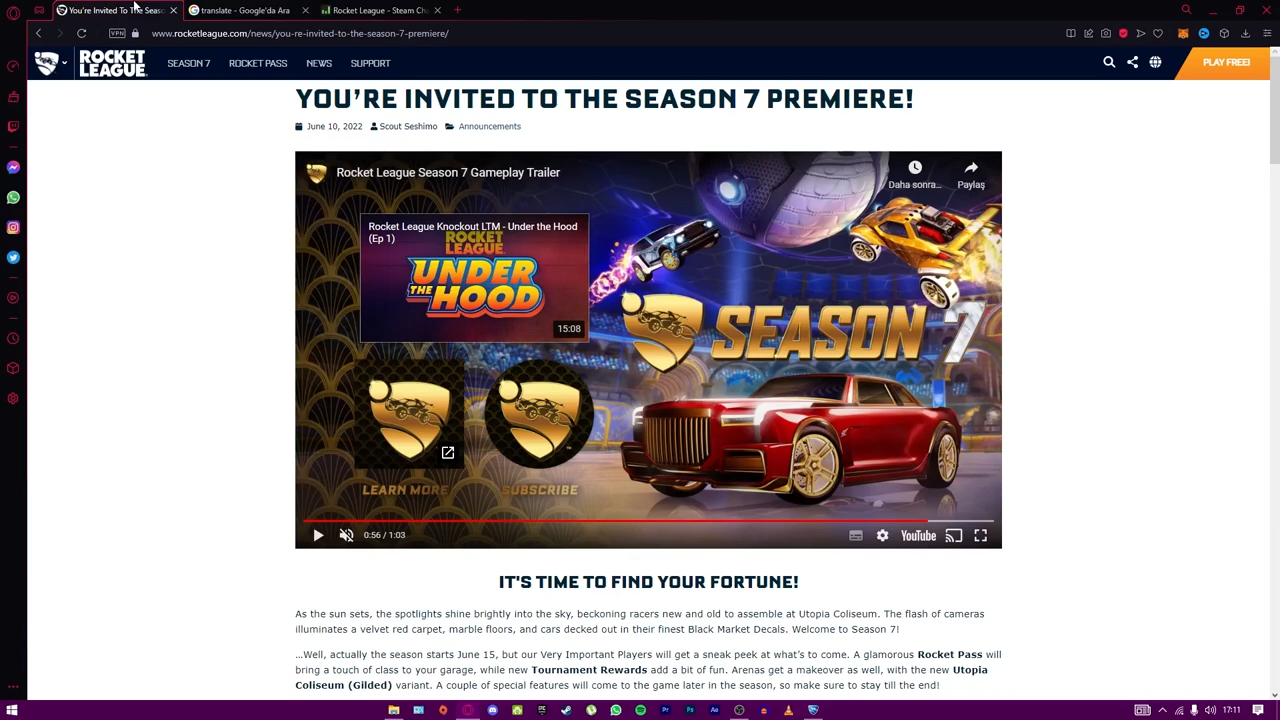 You're Invited To The Seaso
translate - Google'da Ara
Rocket League - Steam Cha
VPN
www.rocketleague.com/news/you-re-invited-to-the-season-7-premiere/
ROCKET
LEAGUE
SEASON 7
ROCKET PASS
NEWS
SUPPORT
PLAY FREE!
YOU'RE INVITED TO THE SEASON 7 PREMIERE!
June 10, 2022
Scout Seshimo
Announcements
Rocket League Season 7 Gameplay Trailer
Daha sonra...
Paylaş
Rocket League Knockout LTM - Under the Hood
(Ep 1)
ROCKET
LEAGUE
UNDER
THE HOOD
15:08
SEASON 7
LEARN MORE
SUBSCRIBE
0:56 / 1:03
YouTube
IT'S TIME TO FIND YOUR FORTUNE!
As the sun sets, the spotlights shine brightly into the sky, beckoning racers new and old to assemble at Utopia Coliseum. The flash of cameras
illuminates a velvet red carpet, marble floors, and cars decked out in their finest Black Market Decals. Welcome to Season 7!
…Well, actually the season starts June 15, but our Very Important Players will get a sneak peek at what's to come. A glamorous Rocket Pass will
bring a touch of class to your garage, while new Tournament Rewards add a bit of fun. Arenas get a makeover as well, with the new Utopia
Coliseum (Gilded) variant. A couple of special features will come to the game later in the season, so make sure to stay till the end!
17:11